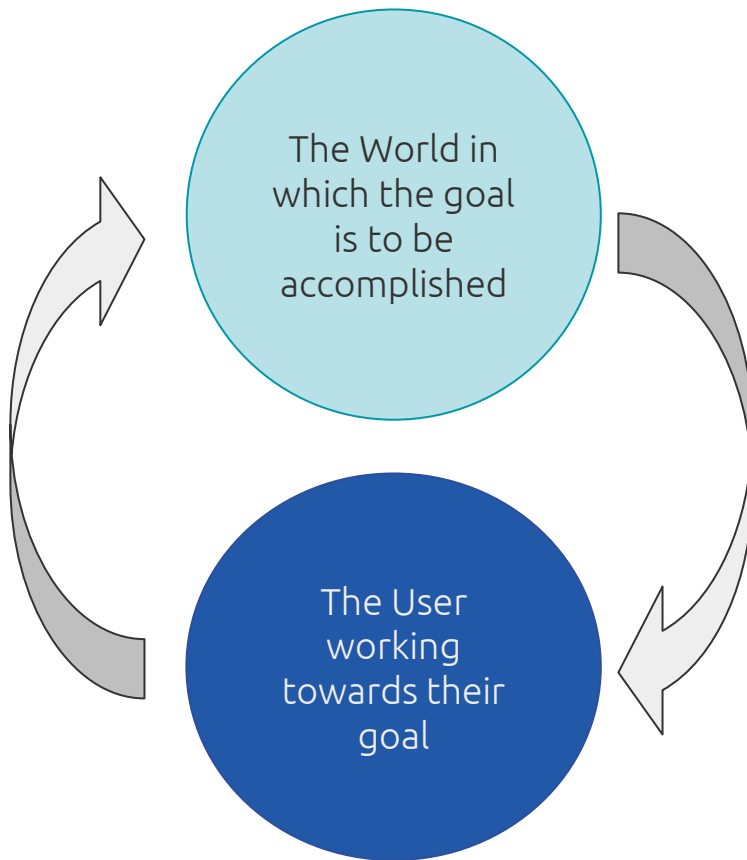 The World in
which the goal
is to be
accomplished
The User
working
towards their
goal